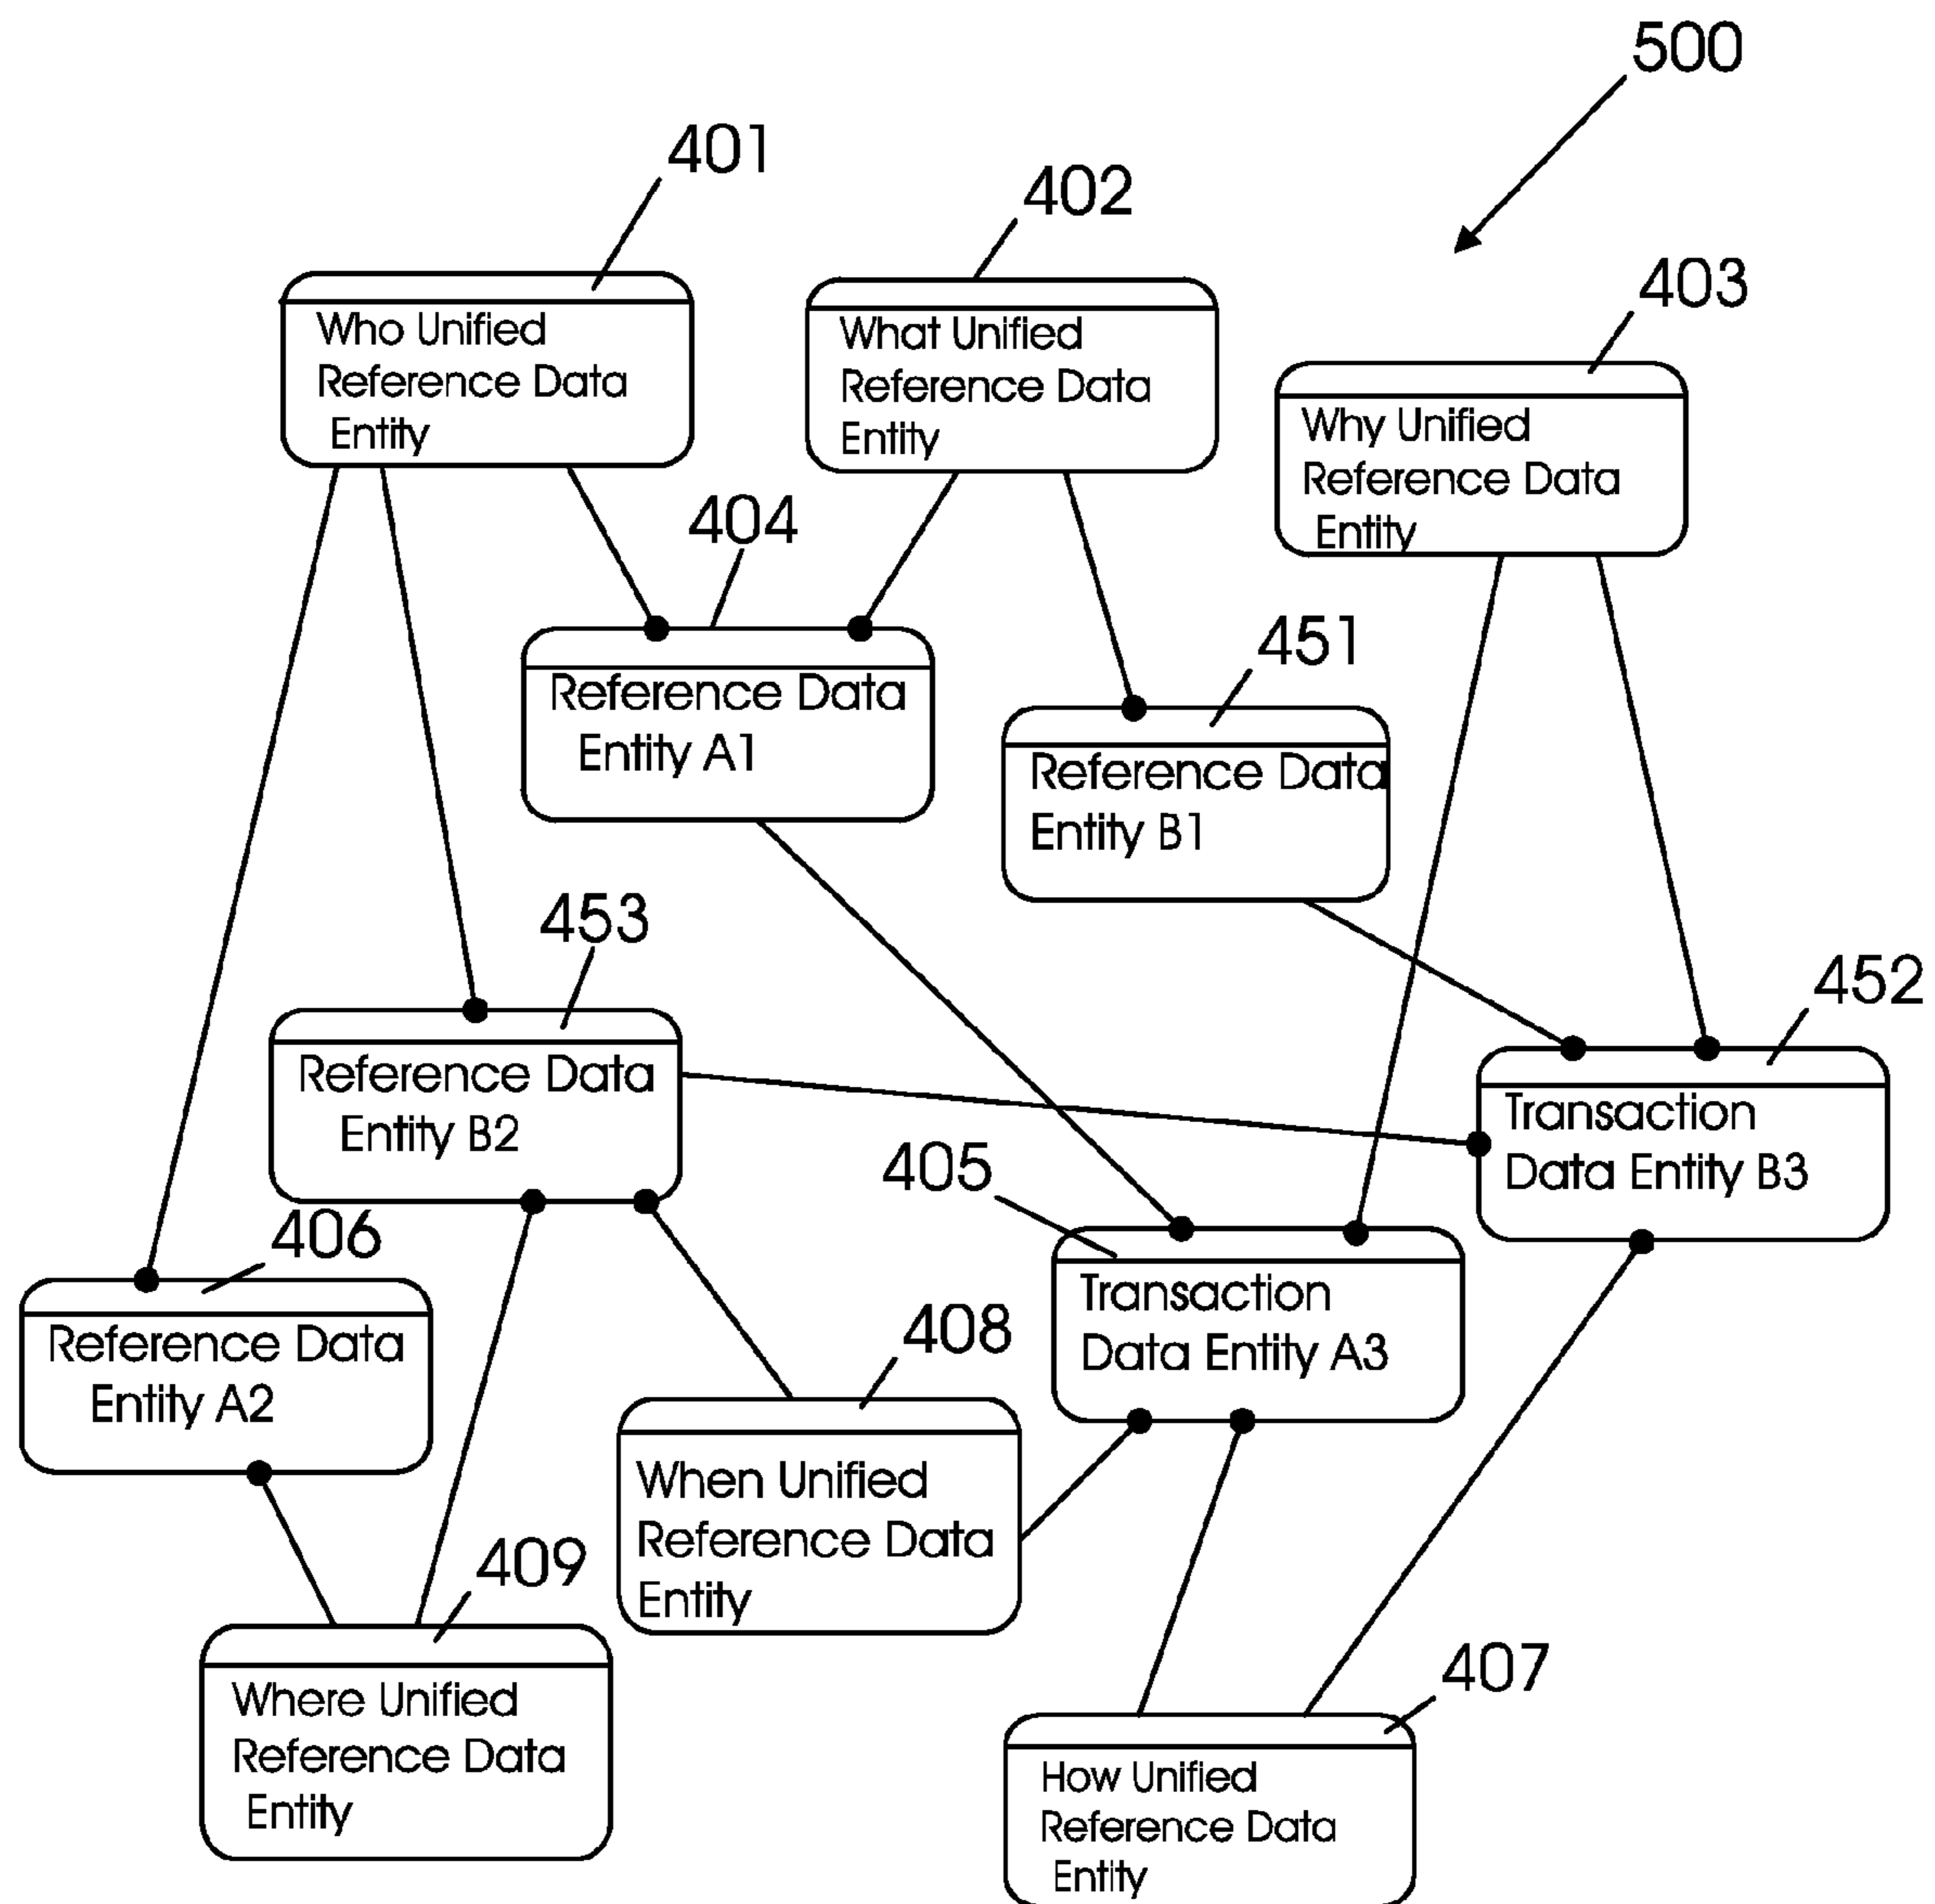 500
401
402
403
Who Unified
Reference Data
Entity
What Unified
Reference Data
Entity
Why Unified
Reference Data
Entity
404
Reference Data
Entity A1
451
Reference Data
Entity B1
453
Reference Data
Entity B2
452
Transaction
Data Entity B3
405
Transaction
Data Entity A3
406
Reference Data
Entity A2
408
When Unified
Reference Data
Entity
409
Where Unified
Reference Data
Entity
407
How Unified
Reference Data
Entity